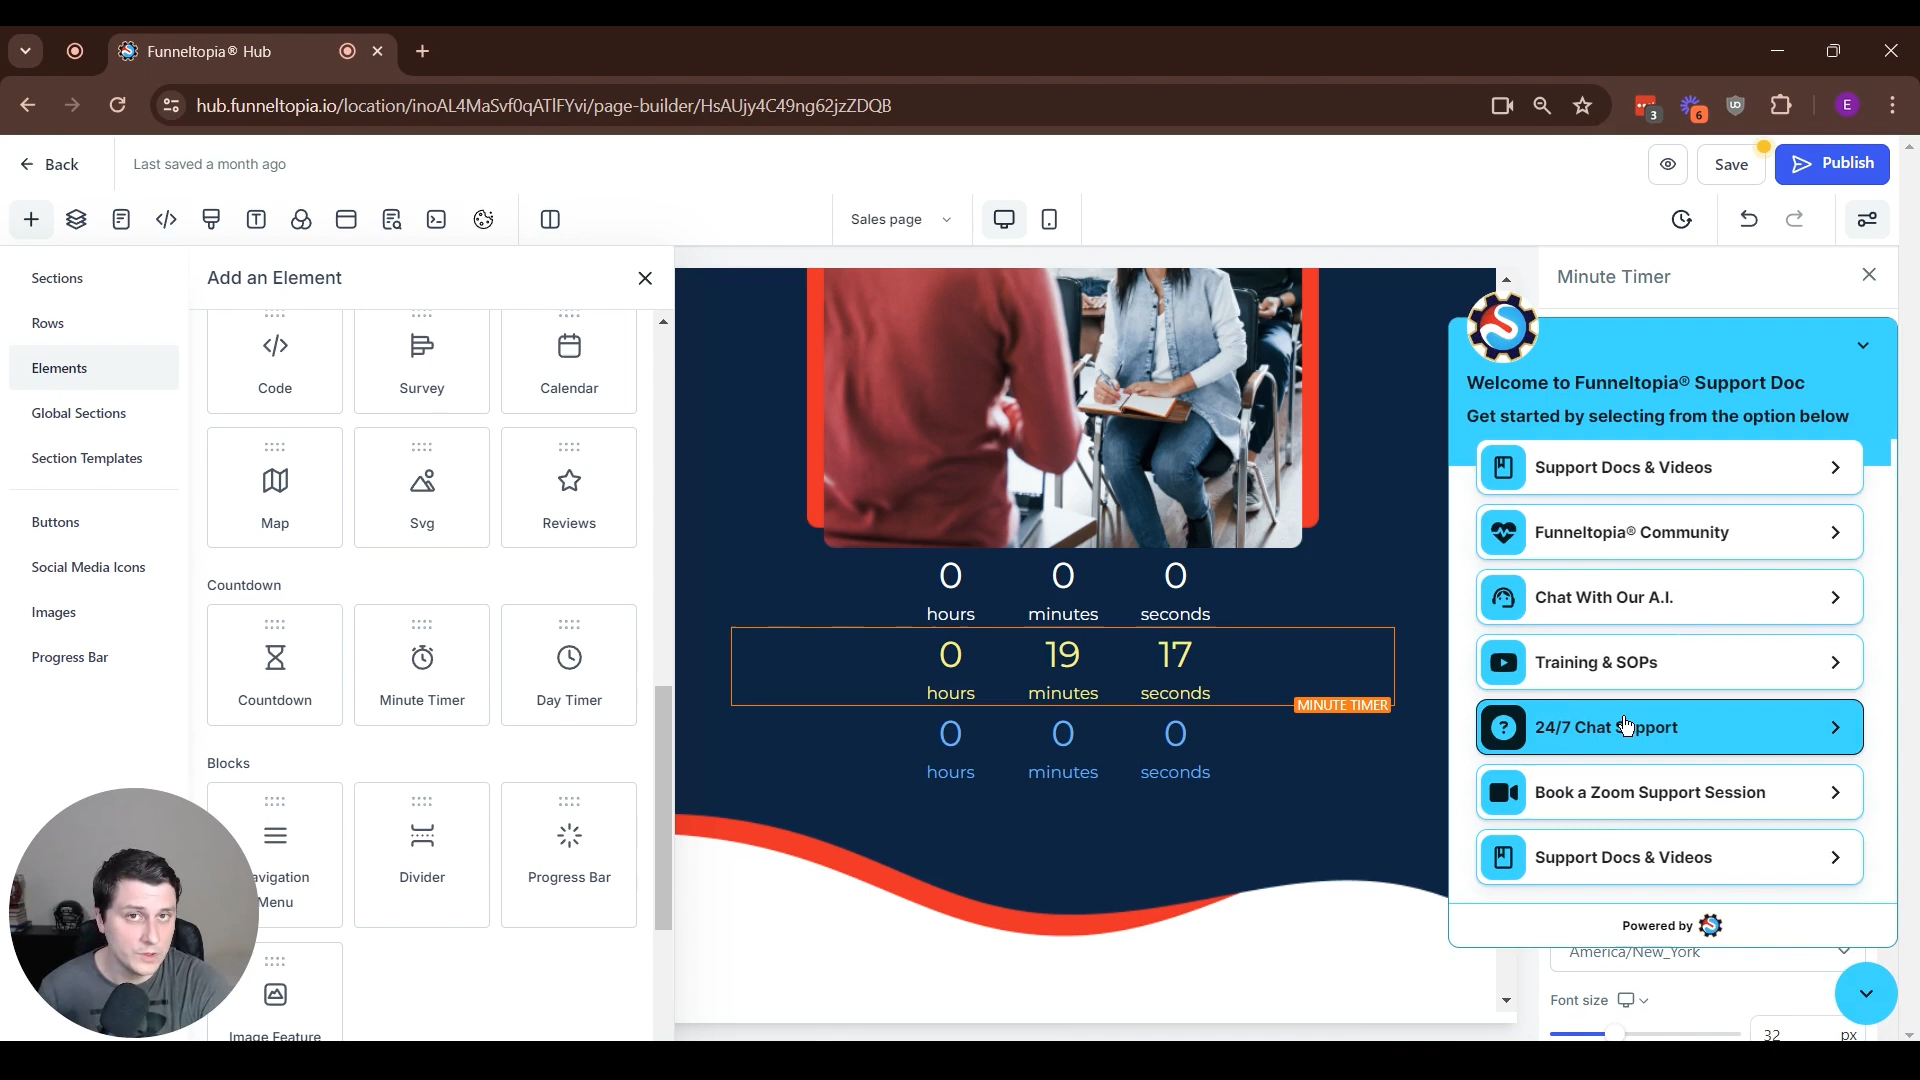 Funneltopia® Hub
hub.funneltopia.io/location/inoAL4MaSvf0qATlFYvi/page-builder/HsAUjy4C49ng62jzZDQB
3
6
E
Back
Last saved a month ago
Save
Publish
Sales page
Sections
Rows
Elements
Global Sections
Section Templates
Buttons
Social Media Icons
Images
Progress Bar
Add an Element
Code
Survey
Calendar
Map
Svg
Reviews
Countdown
Countdown
Minute Timer
Day Timer
Blocks
avigation
Menu
Divider
Progress Bar
Image Feature
0 0 0
hours minutes seconds
0 19 17
hours minutes seconds
MINUTE TIMER
0 0 0
hours minutes seconds
Minute Timer
Welcome to Funneltopia® Support Doc
Get started by selecting from the option below
Support Docs & Videos
Funneltopia® Community
Chat With Our A.I.
Training & SOPs
24/7 Chat Support
Book a Zoom Support Session
Support Docs & Videos
Powered by
America/New_York
Font size
32 px